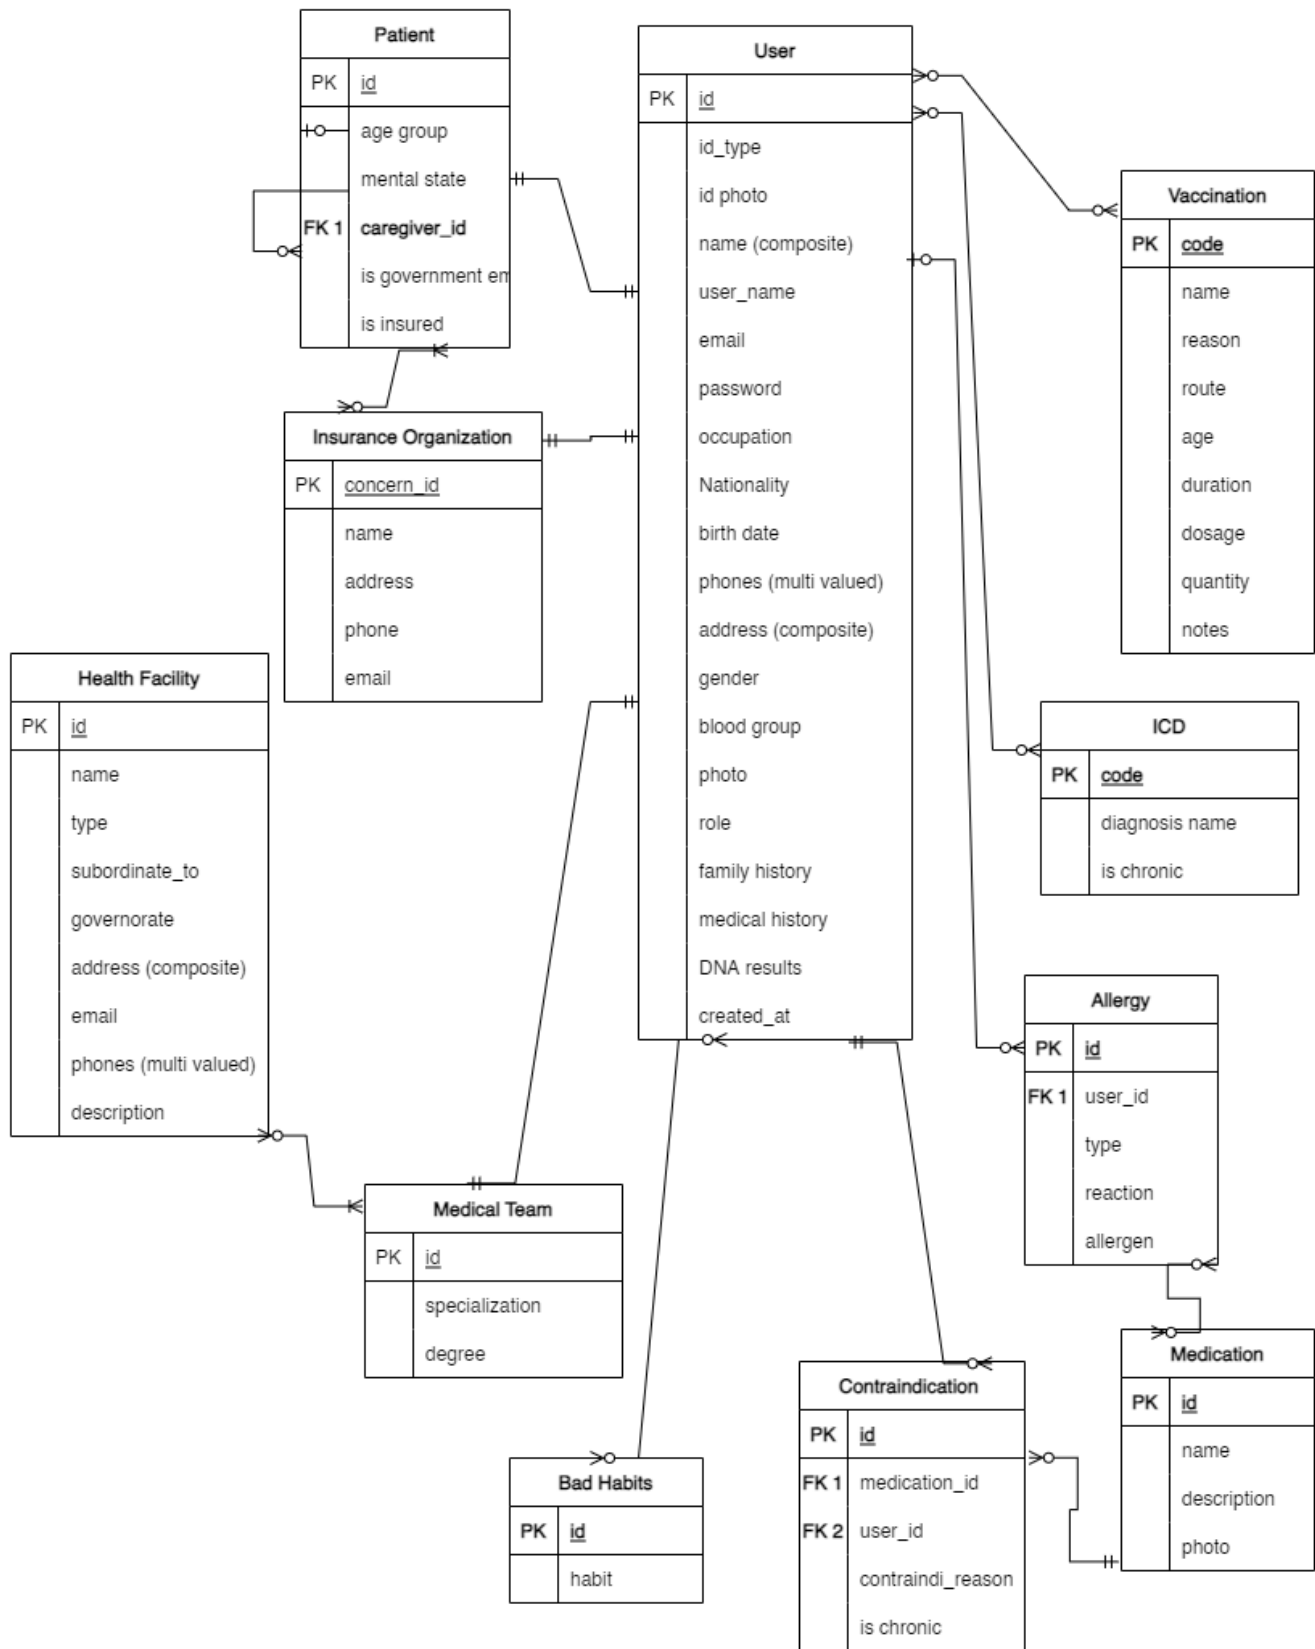 Patient
PK id
age group
mental state
FK 1 caregiver_id
is government em
is insured
User
PK id
id_type
id photo
name (composite)
user_name
email
password
occupation
Nationality
birth date
phones (multi valued)
address (composite)
gender
blood group
photo
role
family history
medical history
DNA results
created_at
Vaccination
PK code
name
reason
route
age
duration
dosage
quantity
notes
Insurance Organization
PK concern_id
name
address
phone
email
Health Facility
PK id
name
type
subordinate_to
governorate
address (composite)
email
phones (multi valued)
description
ICD
PK code
diagnosis name
is chronic
Allergy
PK id
FK 1 user_id
type
reaction
allergen
Medical Team
PK id
specialization
degree
Medication
PK id
name
description
photo
Contraindication
PK id
FK 1 medication_id
FK 2 user_id
contraindi_reason
is chronic
Bad Habits
PK id
habit